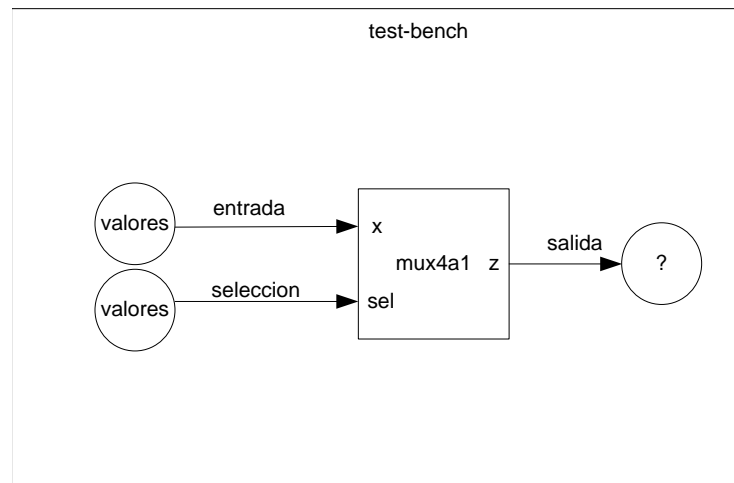 test-bench
valores
entrada
x
mux4a1
z
salida
?
valores
seleccion
sel